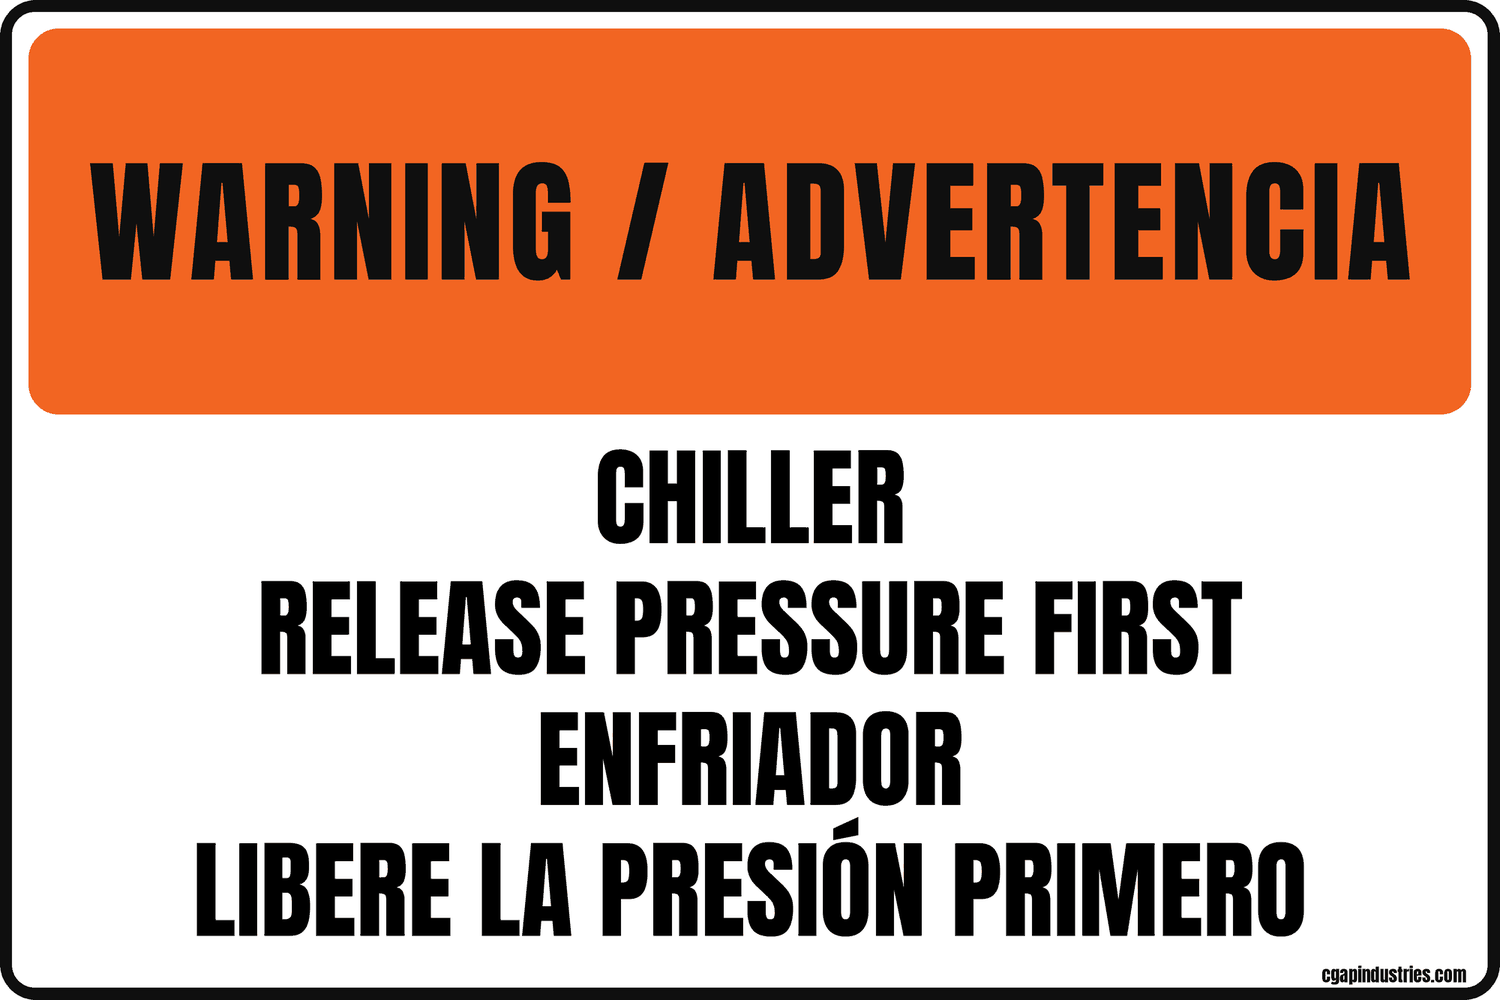 WARNING / ADVERTENCIA
CHILLER
RELEASE PRESSURE FIRST
ENFRIADOR
LIBERE LA PRESIÓN PRIMERO
cgapindustries.com